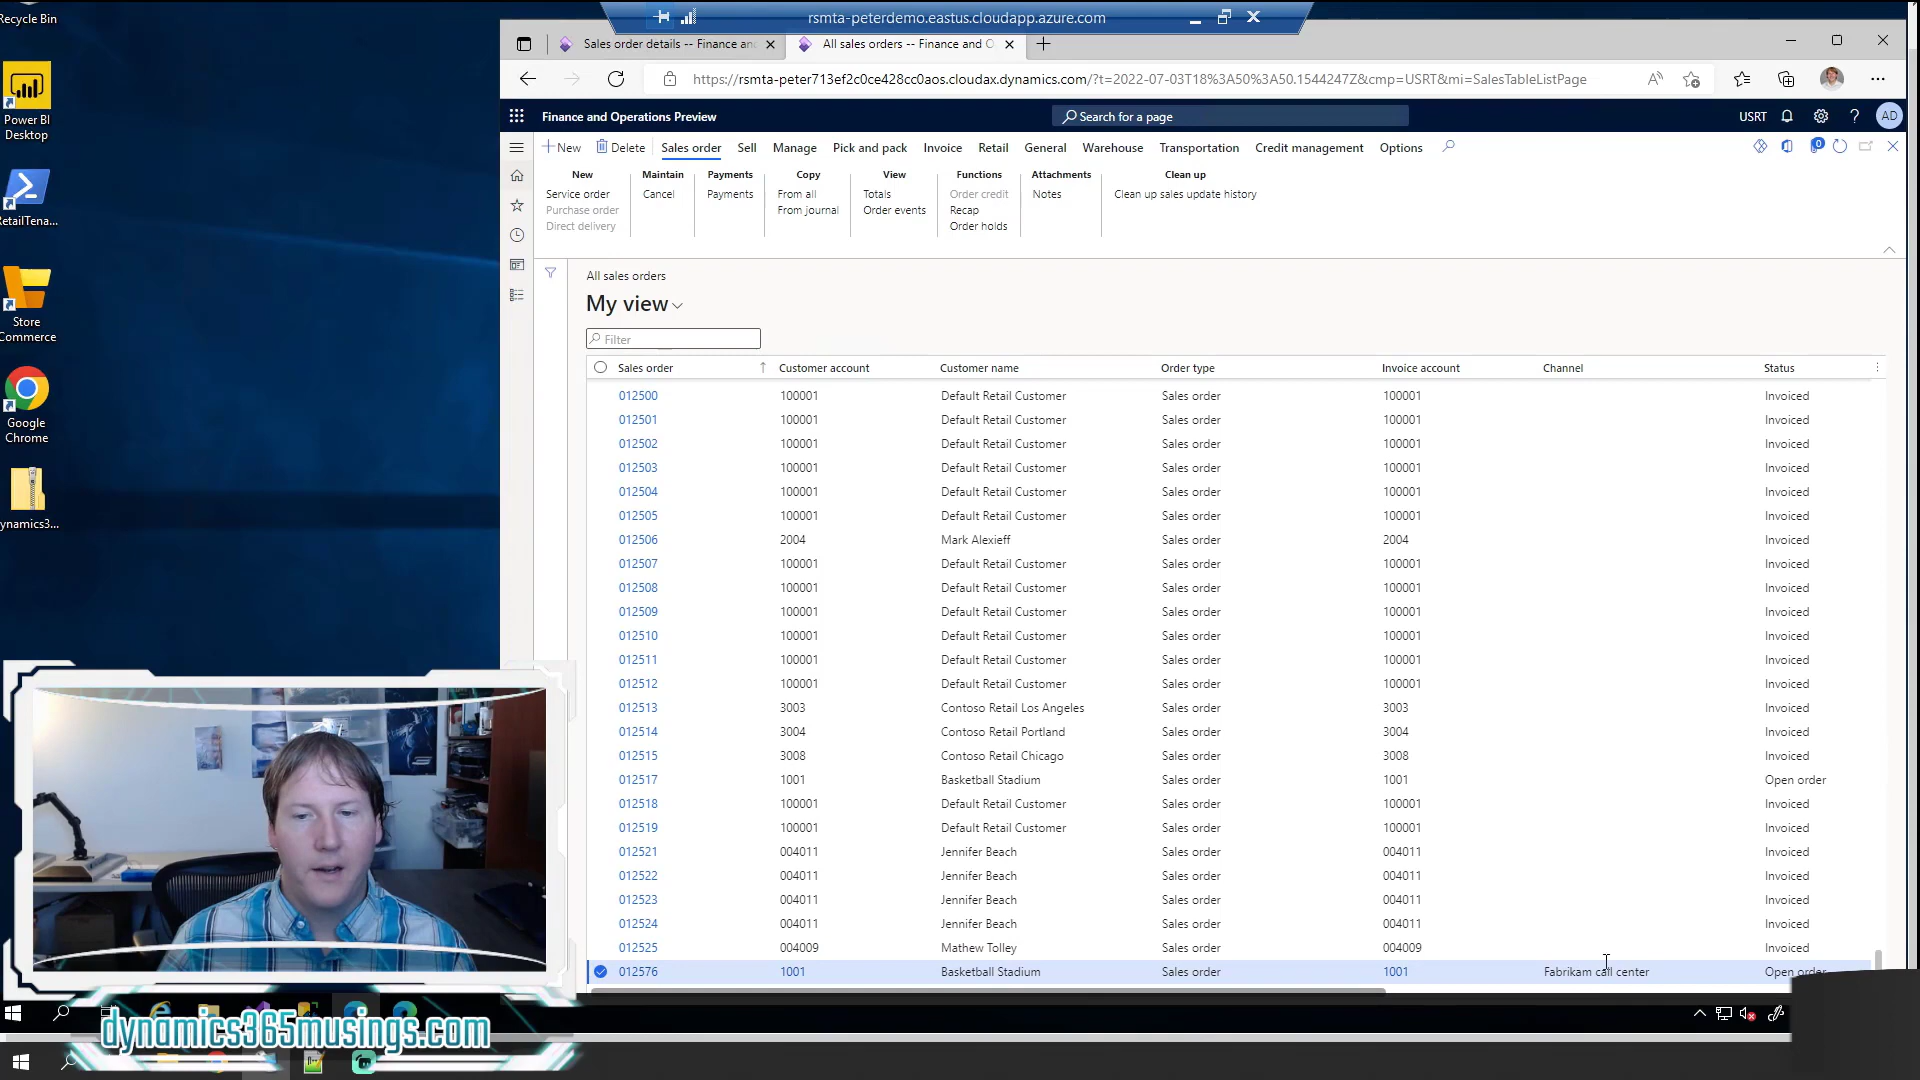 Recycle Bin
Power BI
Desktop
RetailTena...
Store
Commerce
Google
Chrome
ynamics3...
rsmta-peterdemo.eastus.cloudapp.azure.com
Sales order details -- Finance an
All sales orders -- Finance and O
https://rsmta-peter713ef2c0ce428cc0aos.cloudax.dynamics.com/?t=2022-07-03T18%3A50%3A50.1544247Z&cmp=USRT&mi=SalesTableListPage
Finance and Operations Preview
Search for a page
USRT
?
AD
New Delete Sales order Sell Manage Pick and pack Invoice Retail General Warehouse Transportation Credit management Options
0
New Maintain Payments Copy View Functions Attachments Clean up
Service order Cancel Payments From all Totals Order credit Notes Clean up sales update history
Purchase order From journal Order events Recap
Direct delivery Order holds
All sales orders
My view
Filter
Sales order Customer account Customer name Order type Invoice account Channel Status
012500 100001 Default Retail Customer Sales order 100001 Invoiced
012501 100001 Default Retail Customer Sales order 100001 Invoiced
012502 100001 Default Retail Customer Sales order 100001 Invoiced
012503 100001 Default Retail Customer Sales order 100001 Invoiced
012504 100001 Default Retail Customer Sales order 100001 Invoiced
012505 100001 Default Retail Customer Sales order 100001 Invoiced
012506 2004 Mark Alexieff Sales order 2004 Invoiced
012507 100001 Default Retail Customer Sales order 100001 Invoiced
012508 100001 Default Retail Customer Sales order 100001 Invoiced
012509 100001 Default Retail Customer Sales order 100001 Invoiced
012510 100001 Default Retail Customer Sales order 100001 Invoiced
012511 100001 Default Retail Customer Sales order 100001 Invoiced
012512 100001 Default Retail Customer Sales order 100001 Invoiced
012513 3003 Contoso Retail Los Angeles Sales order 3003 Invoiced
012514 3004 Contoso Retail Portland Sales order 3004 Invoiced
012515 3008 Contoso Retail Chicago Sales order 3008 Invoiced
012517 1001 Basketball Stadium Sales order 1001 Open order
012518 100001 Default Retail Customer Sales order 100001 Invoiced
012519 100001 Default Retail Customer Sales order 100001 Invoiced
012521 004011 Jennifer Beach Sales order 004011 Invoiced
012522 004011 Jennifer Beach Sales order 004011 Invoiced
012523 004011 Jennifer Beach Sales order 004011 Invoiced
012524 004011 Jennifer Beach Sales order 004011 Invoiced
012525 004009 Mathew Tolley Sales order 004009 Invoiced
012576 1001 Basketball Stadium Sales order 1001 Fabrikam call center Open order
dynamics365musings.com